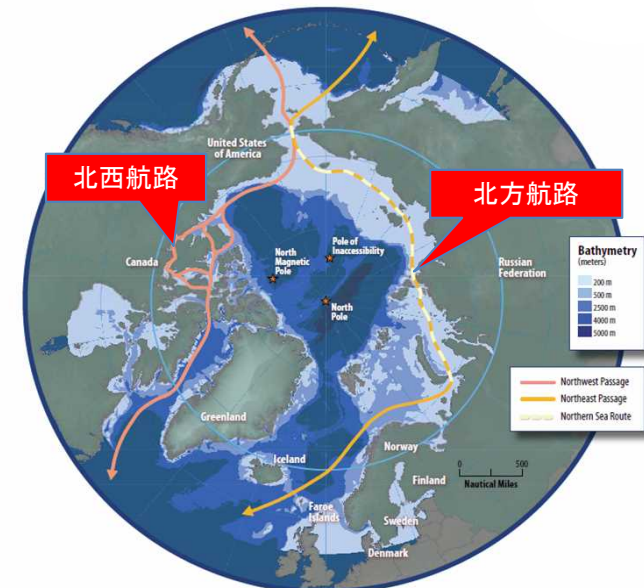 United States
of America
北西航路
北方航路
Canada
North
Magnetic
Pole
Pole of
Inaccessibility
North
Pole
Russian
Federation
Bathymetry
(meters)
200 m
500 m
2500 m
4000 m
5000 m
Northwest Passage
Northeast Passage
Northern Sea Route
Greenland
Iceland
Norway
Finland
Faroe
Islands
Sweden
Denmark
0 500
Nautical Miles